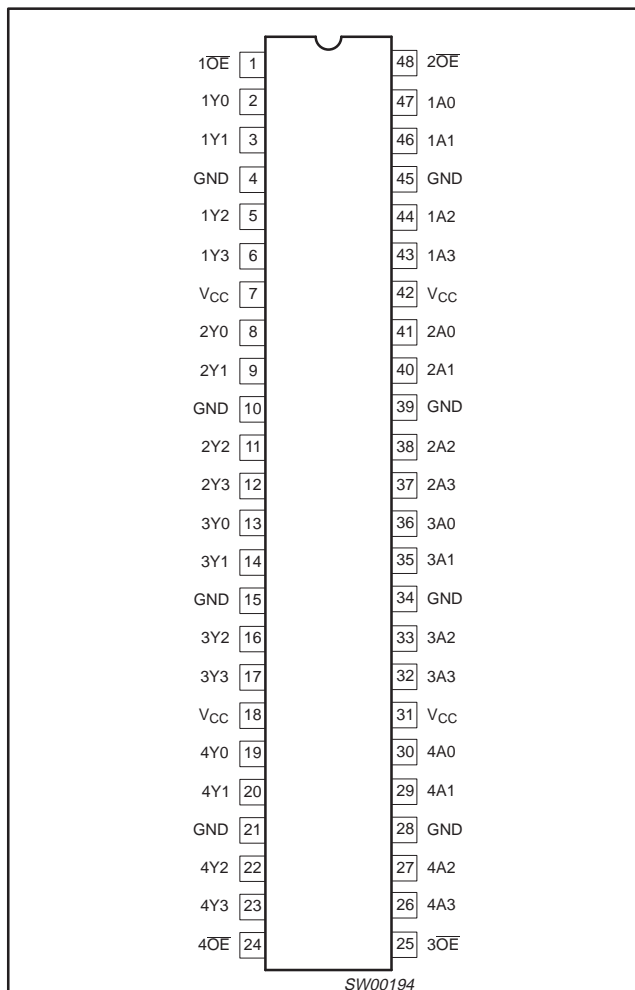 1O̅E̅ 1 48 2O̅E̅
1Y0 2 47 1A0
1Y1 3 46 1A1
GND 4 45 GND
1Y2 5 44 1A2
1Y3 6 43 1A3
VCC 7 42 VCC
2Y0 8 41 2A0
2Y1 9 40 2A1
GND 10 39 GND
2Y2 11 38 2A2
2Y3 12 37 2A3
3Y0 13 36 3A0
3Y1 14 35 3A1
GND 15 34 GND
3Y2 16 33 3A2
3Y3 17 32 3A3
VCC 18 31 VCC
4Y0 19 30 4A0
4Y1 20 29 4A1
GND 21 28 GND
4Y2 22 27 4A2
4Y3 23 26 4A3
4O̅E̅ 24 25 3O̅E̅
SW00194